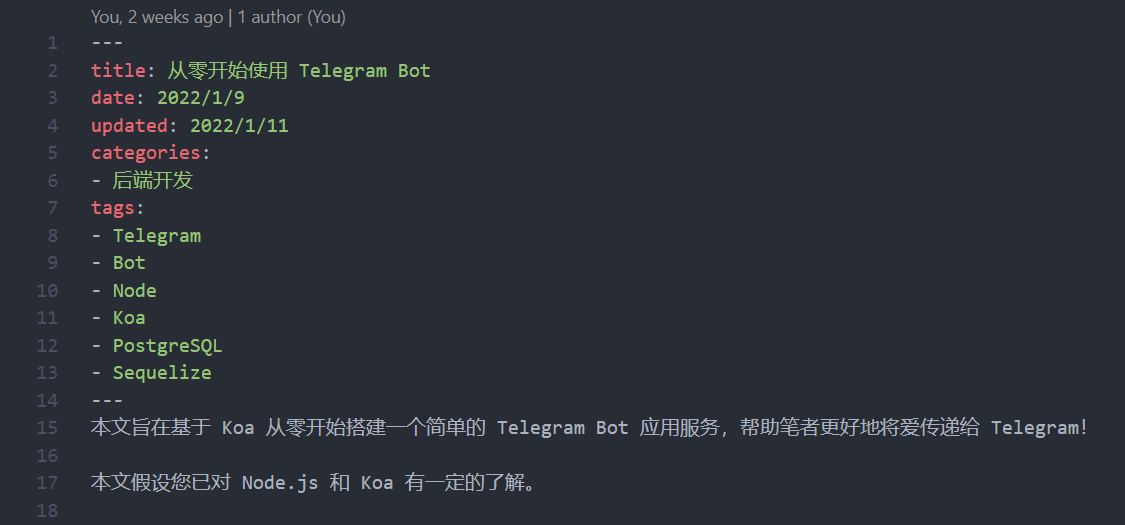 You, 2 weeks ago | 1 author (You)
1 ---
2 title: 从零开始使用 Telegram Bot
3 date: 2022/1/9
4 updated: 2022/1/11
5 categories:
6 - 后端开发
7 tags:
8 - Telegram
9 - Bot
10 - Node
11 - Koa
12 - PostgreSQL
13 - Sequelize
14 ---
15 本文旨在基于 Koa 从零开始搭建一个简单的 Telegram Bot 应用服务，帮助笔者更好地将爱传递给 Telegram！
16
17 本文假设您已对 Node.js 和 Koa 有一定的了解。
18